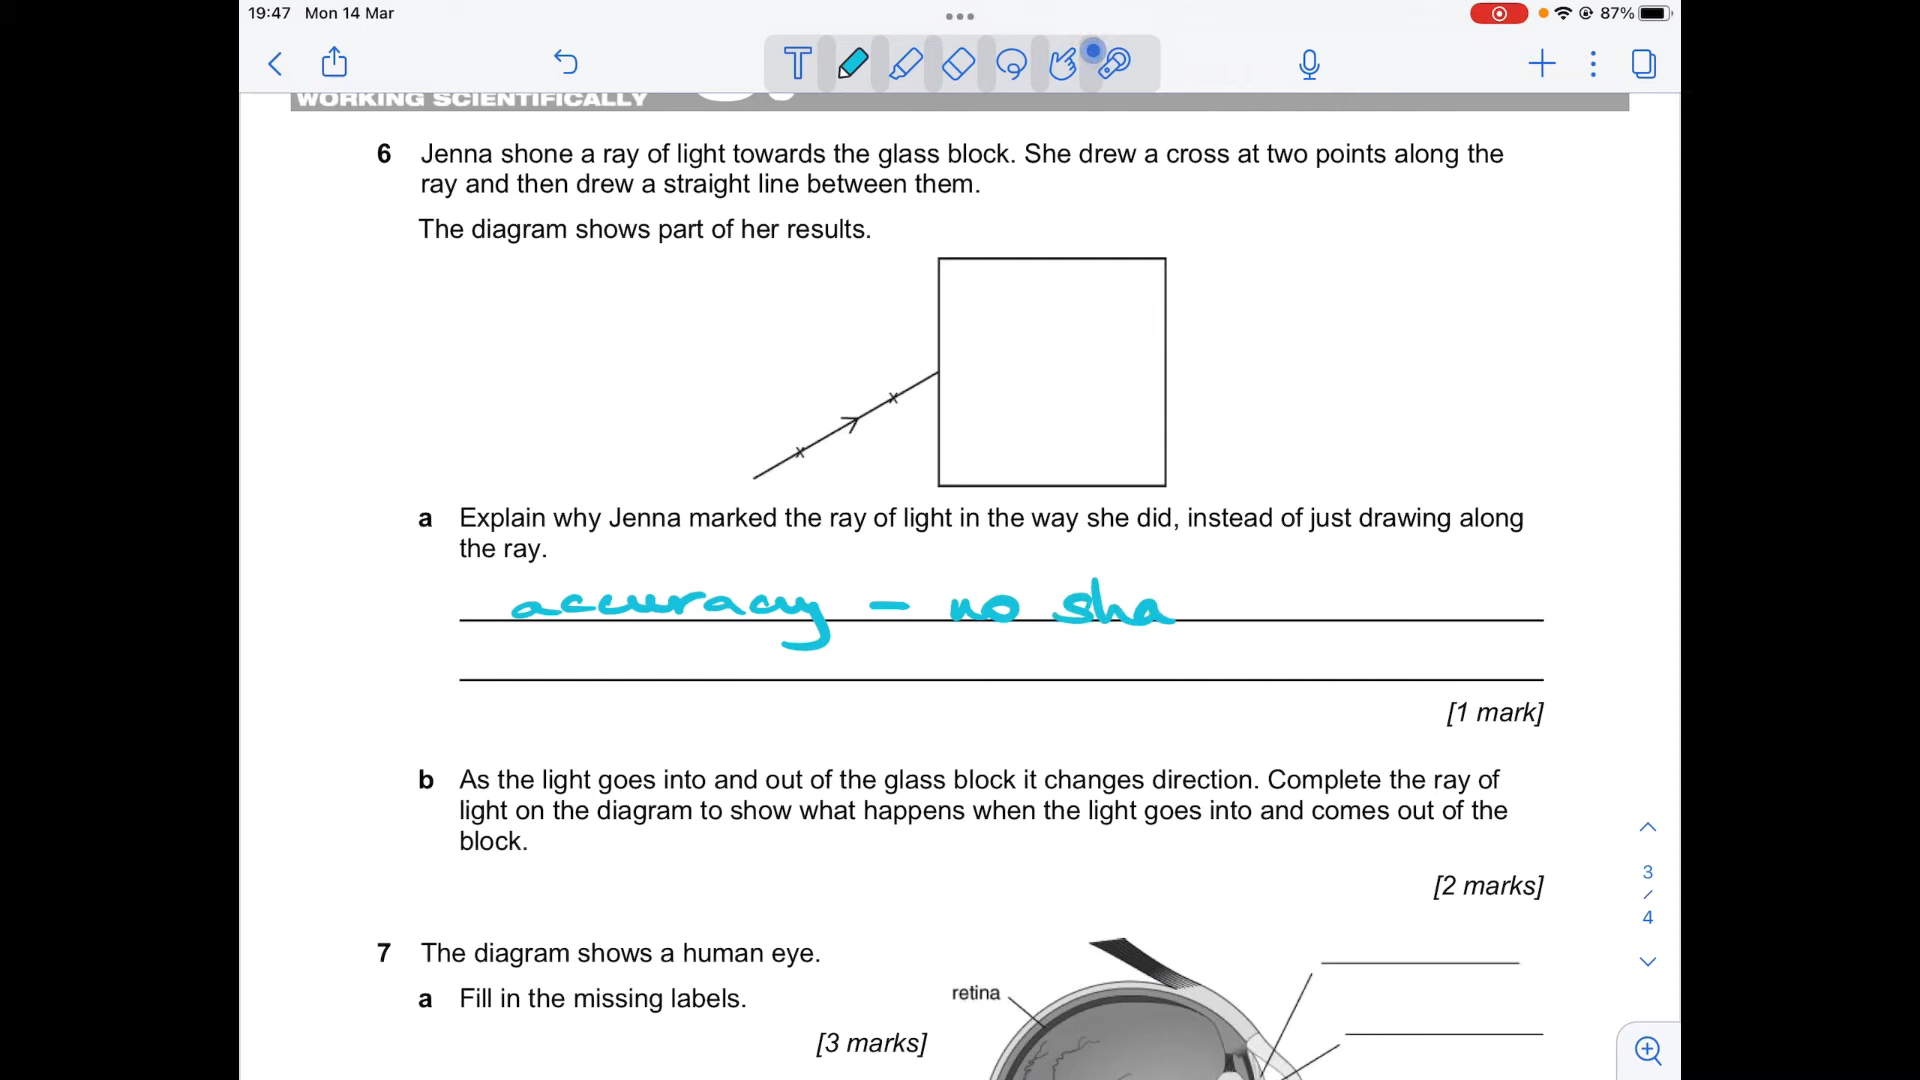 19:47 Mon 14 Mar
87%
WORKING SCIENTIFICALLY
6 Jenna shone a ray of light towards the glass block. She drew a cross at two points along the
ray and then drew a straight line between them.
The diagram shows part of her results.
a Explain why Jenna marked the ray of light in the way she did, instead of just drawing along
the ray.
accuracy – no sha
[1 mark]
b As the light goes into and out of the glass block it changes direction. Complete the ray of
light on the diagram to show what happens when the light goes into and comes out of the
block.
[2 marks]
3
/
4
7 The diagram shows a human eye.
retina
a Fill in the missing labels.
[3 marks]